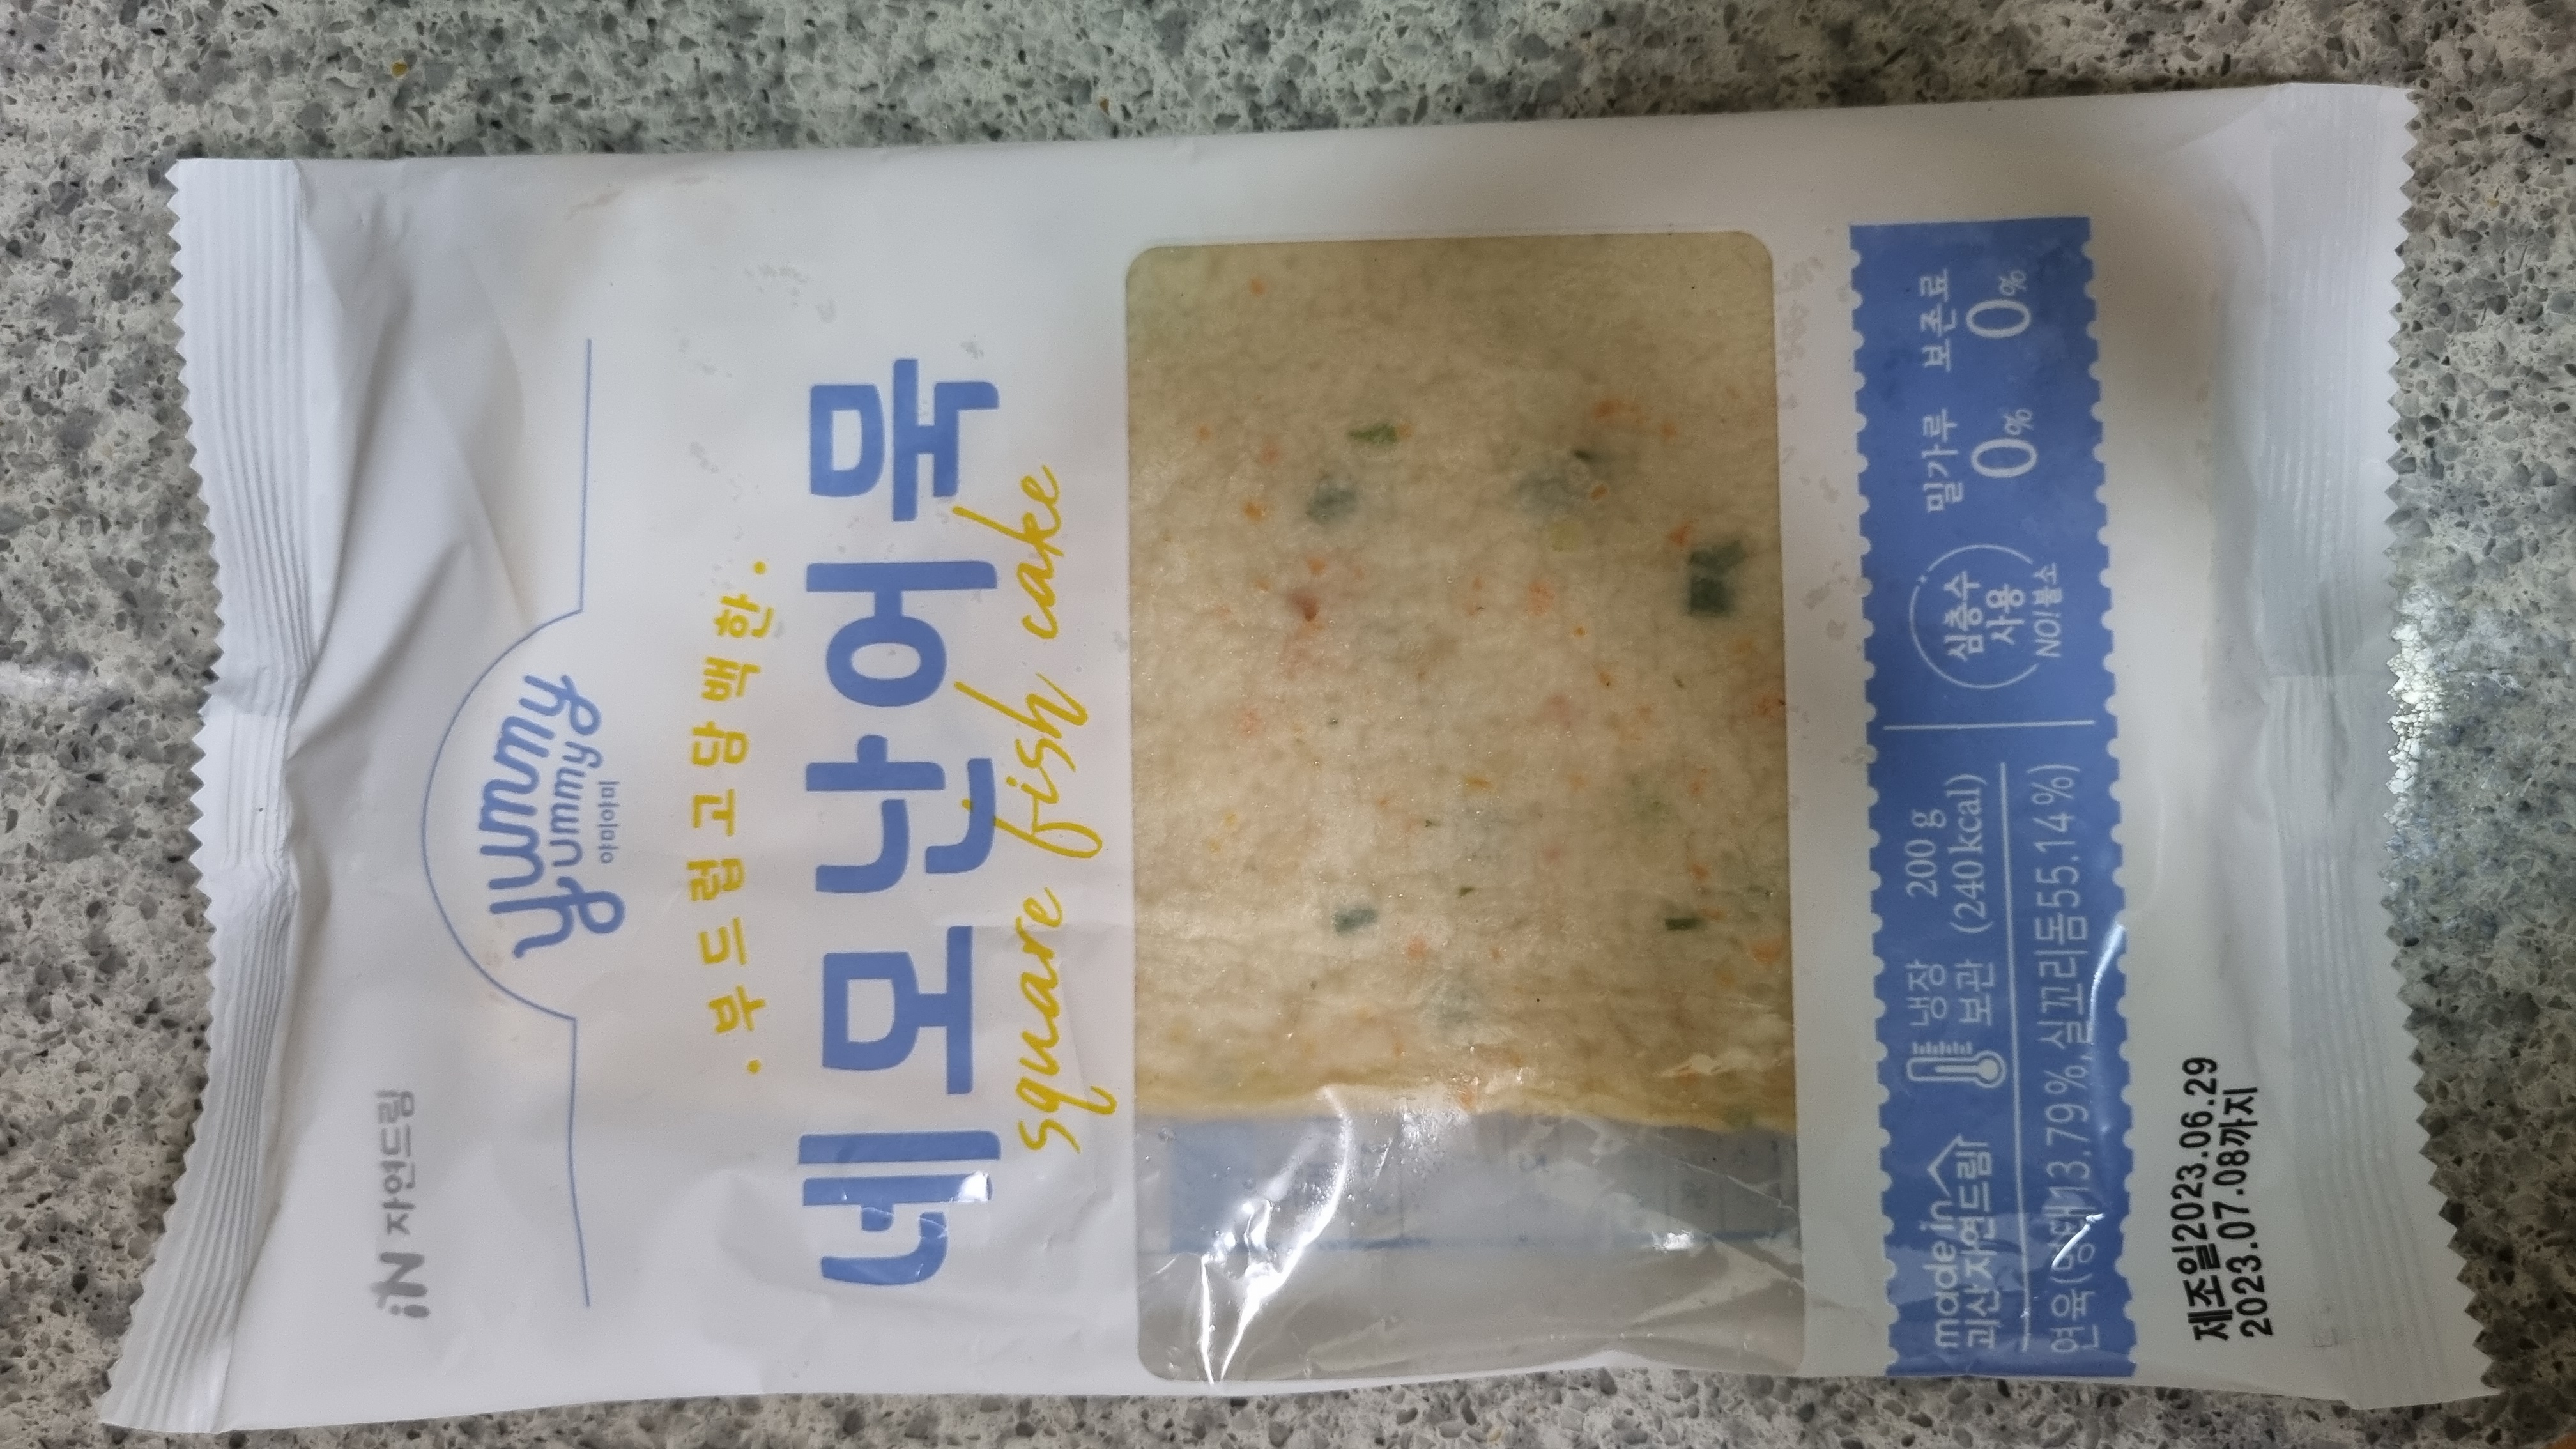 iN 자연드림
yummy
yummy
야미야미
·부드럽고담백한·
네모난어묵
square fish cake
made in
괴산자연드림
냉장
보관
200 g
(240 kcal)
연육(명태13.79%, 실꼬리돔55.14%)
심층수
사용
NO!불소
밀가루
0%
보존료
0%
제조일2023.06.29
2023.07.08까지